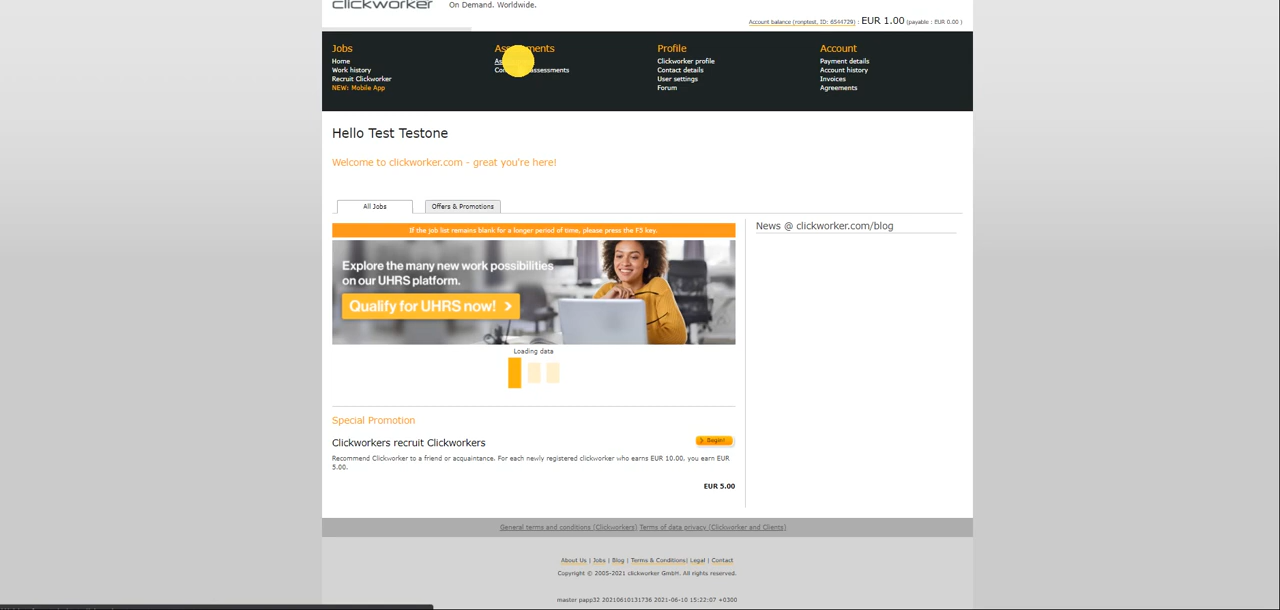 clickworker
On Demand. Worldwide.
Account balance (ronptest, ID: 6544729) : EUR 1.00 (payable : EUR 0.00 )
Jobs
Home
Work history
Recruit Clickworker
NEW: Mobile App
Assessments
assessments
Profile
Clickworker profile
Contact details
User settings
Forum
Account
Payment details
Account history
Invoices
Agreements
Hello Test Testone
Welcome to clickworker.com - great you're here!
All Jobs
Offers & Promotions
If the job list remains blank for a longer period of time, please press the F5 key.
Explore the many new work possibilities
on our UHRS platform.
Qualify for UHRS now! >
Loading data
News @ clickworker.com/blog
Special Promotion
Clickworkers recruit Clickworkers
Begin!
Recommend Clickworker to a friend or acquaintance. For each newly registered clickworker who earns EUR 10.00, you earn EUR
5.00.
EUR 5.00
General terms and conditions (Clickworkers) Terms of data privacy (Clickworker and Clients)
About Us | Jobs | Blog | Terms & Conditions| Legal | Contact
Copyright © 2005-2021 clickworker GmbH. All rights reserved.
master papp32 20210610131736 2021-06-10 15:22:07 +0300